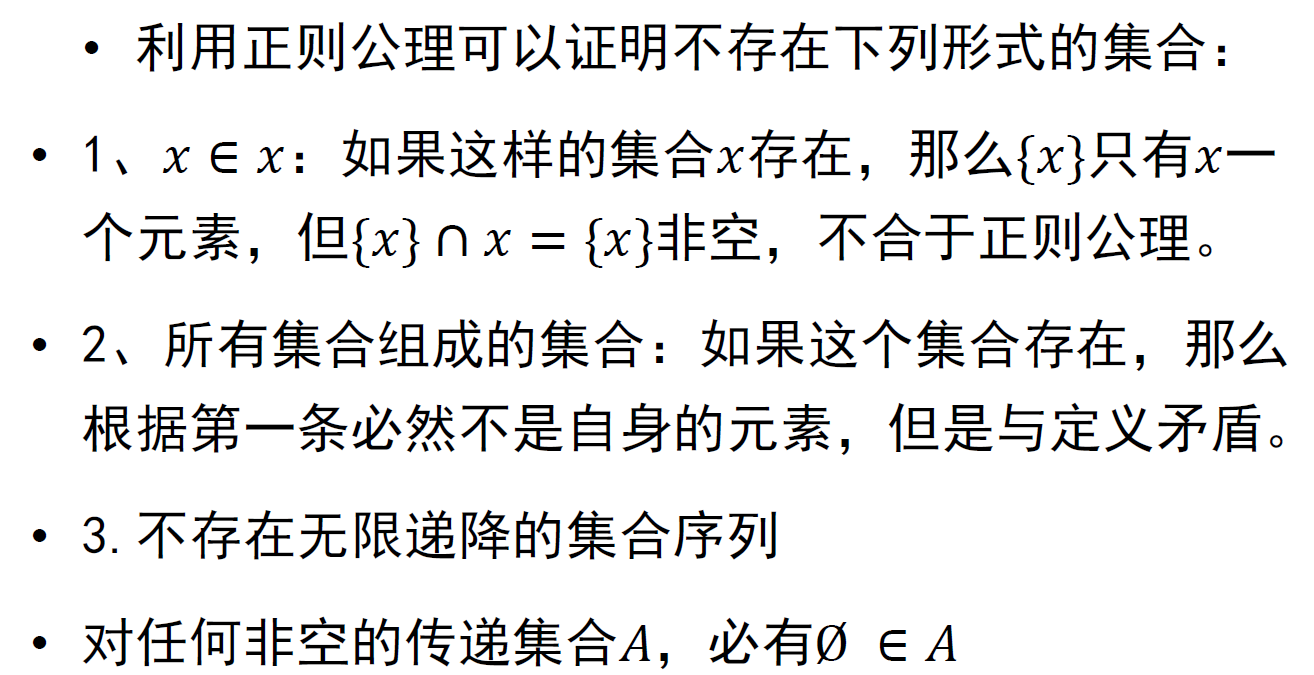 • 利用正则公理可以证明不存在下列形式的集合：
• 1、x ∈ x：如果这样的集合x存在，那么{x}只有x一
个元素，但{x} ∩ x = {x}非空，不合于正则公理。
• 2、所有集合组成的集合：如果这个集合存在，那么
根据第一条必然不是自身的元素，但是与定义矛盾。
• 3.不存在无限递降的集合序列
• 对任何非空的传递集合A，必有∅ ∈ A